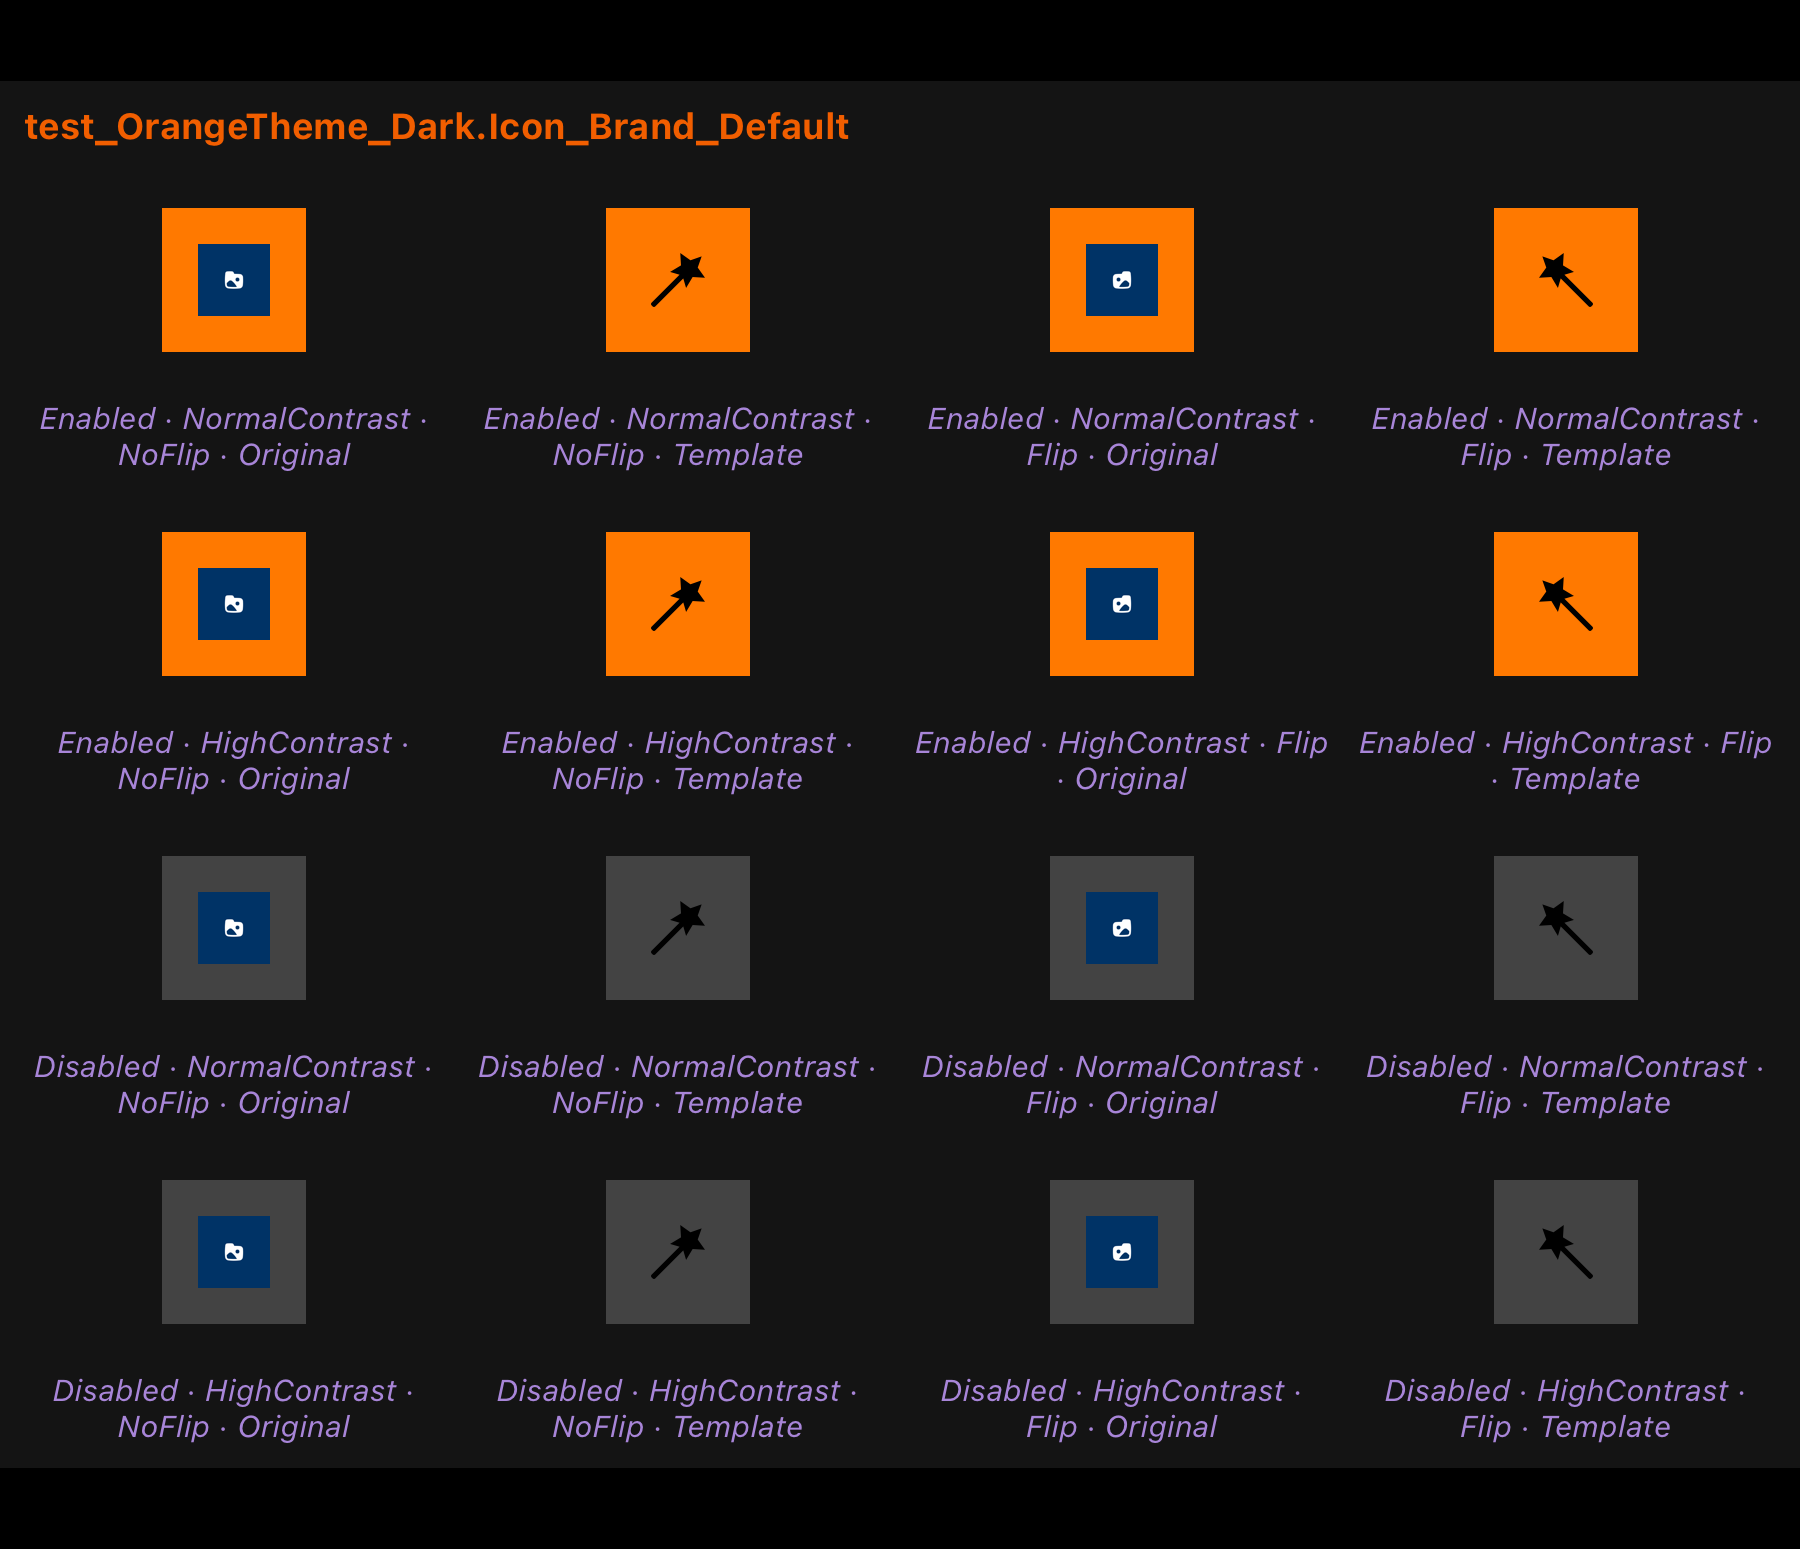 test_OrangeTheme_Dark.Icon_Brand_Default
Enabled · NormalContrast ·
NoFlip · Original
Enabled · NormalContrast ·
NoFlip · Template
Enabled · NormalContrast ·
Flip · Original
Enabled · NormalContrast ·
Flip · Template
Enabled · HighContrast ·
NoFlip · Original
Enabled · HighContrast ·
NoFlip · Template
Enabled · HighContrast · Flip
· Original
Enabled · HighContrast · Flip
· Template
Disabled · NormalContrast ·
NoFlip · Original
Disabled · NormalContrast ·
NoFlip · Template
Disabled · NormalContrast ·
Flip · Original
Disabled · NormalContrast ·
Flip · Template
Disabled · HighContrast ·
NoFlip · Original
Disabled · HighContrast ·
NoFlip · Template
Disabled · HighContrast ·
Flip · Original
Disabled · HighContrast ·
Flip · Template